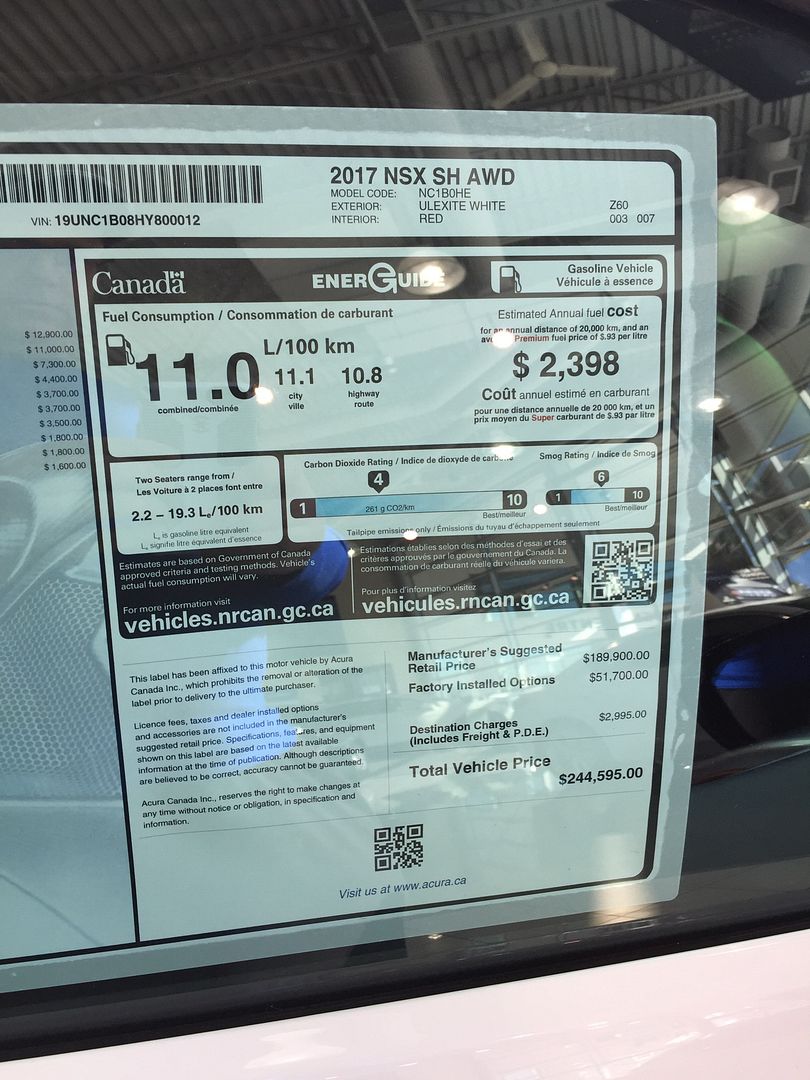 2017 NSX SH AWD
MODEL CODE: NC1B0HE
EXTERIOR: ULEXITE WHITE Z60
INTERIOR: RED 003 007
VIN: 19UNC1B08HY800012
$ 12,900.00
$ 11,000.00
$ 7,300.00
$ 4,400.00
$ 3,700.00
$ 3,700.00
$ 3,500.00
$ 1,800.00
$ 1,800.00
$ 1,600.00
Canada
ENERGUIDE
Gasoline Vehicle
Véhicule à essence
Fuel Consumption / Consommation de carburant
11.0 L/100 km
combined/combinée
11.1
city
ville
10.8
highway
route
Estimated Annual fuel cost
for an annual distance of 20,000 km, and an
Premium fuel price of $.93 per litre
$ 2,398
Coût annuel estimé en carburant
pour une distance annuelle de 20 000 km, et un
prix moyen du Super carburant de $.93 par litre
Two Seaters range from /
Les Voiture à 2 places font entre
2.2 – 19.3 Lₑ/100 km
Lₑ is gasoline litre equivalent
Lₑ signifie litre équivalent d'essence
Carbon Dioxide Rating / Indice de dioxyde de carbone
4
1
261 g CO2/km
10
Best/meilleur
Smog Rating / Indice de Smog
6
1
10
Best/meilleur
Tailpipe emissions only / Émissions du tuyau d'échappement seulement
Estimates are based on Government of Canada
approved criteria and testing methods. Vehicle's
actual fuel consumption will vary.
For more information visit
vehicles.nrcan.gc.ca
Estimations établies selon des méthodes d'essai et des
critères approuvés par le gouvernement du Canada. La
consommation de carburant réelle du véhicule variera.
Pour plus d'information visitez
vehicules.rncan.gc.ca
This label has been affixed to this motor vehicle by Acura
Canada Inc., which prohibits the removal or alteration of the
label prior to delivery to the ultimate purchaser.
Licence fees, taxes and dealer installed options
and accessories are not included in the manufacturer's
suggested retail price. Specifications, features, and equipment
shown on this label are based on the latest available
information at the time of publication. Although descriptions
are believed to be correct, accuracy cannot be guaranteed.
Acura Canada Inc., reserves the right to make changes at
any time without notice or obligation, in specification and
information.
Manufacturer's Suggested
Retail Price $189,900.00
Factory Installed Options $51,700.00
Destination Charges $2,995.00
(Includes Freight & P.D.E.)
Total Vehicle Price $244,595.00
Visit us at www.acura.ca